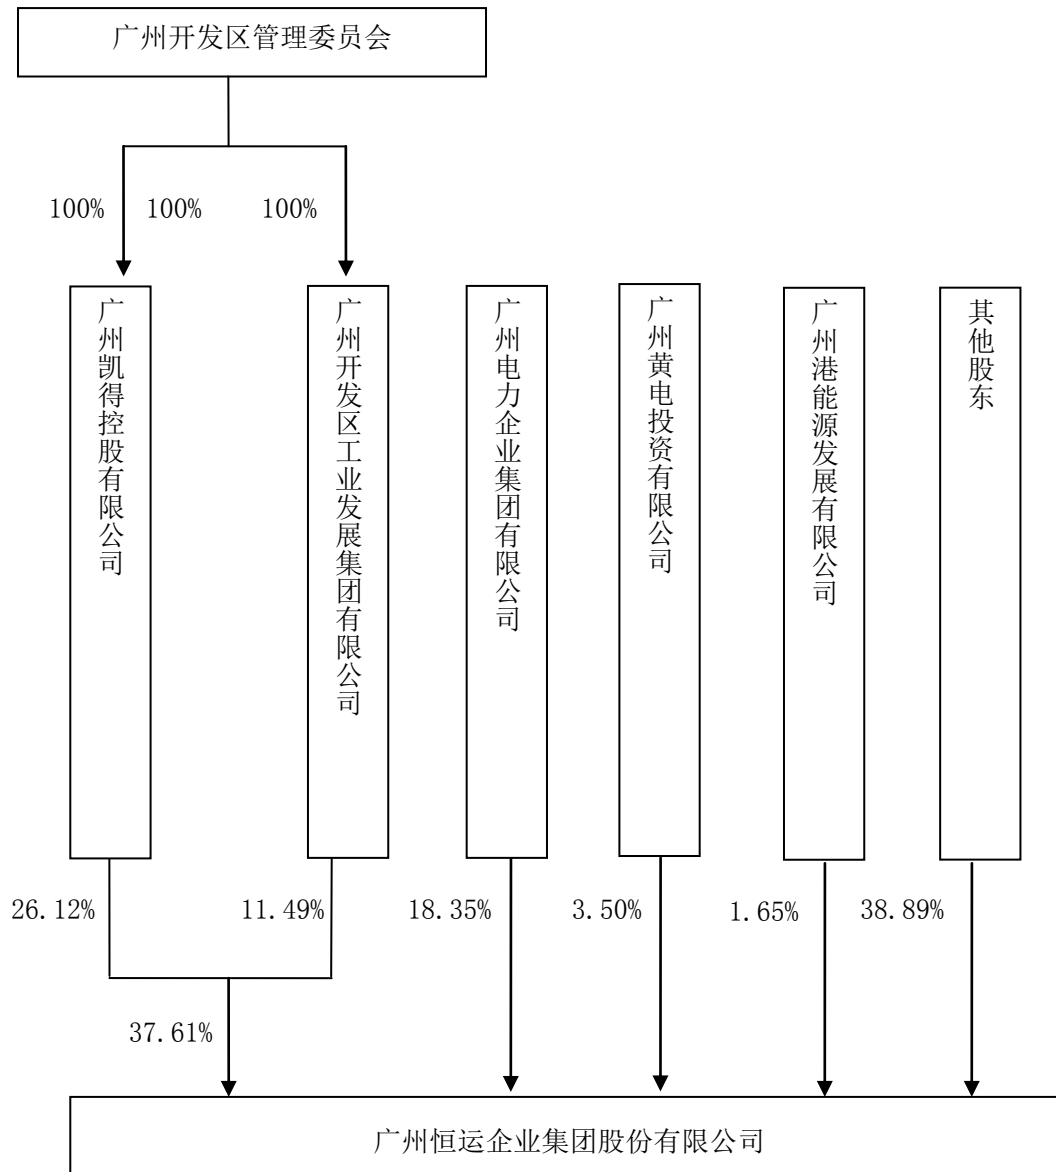 广州开发区管理委员会
100% 100% 100%
广州凯得控股有限公司
广州开发区工业发展集团有限公司
广州电力企业集团有限公司
广州黄电投资有限公司
广州港能源发展有限公司
其他股东
26.12% 11.49% 18.35% 3.50% 1.65% 38.89%
37.61%
广州恒运企业集团股份有限公司